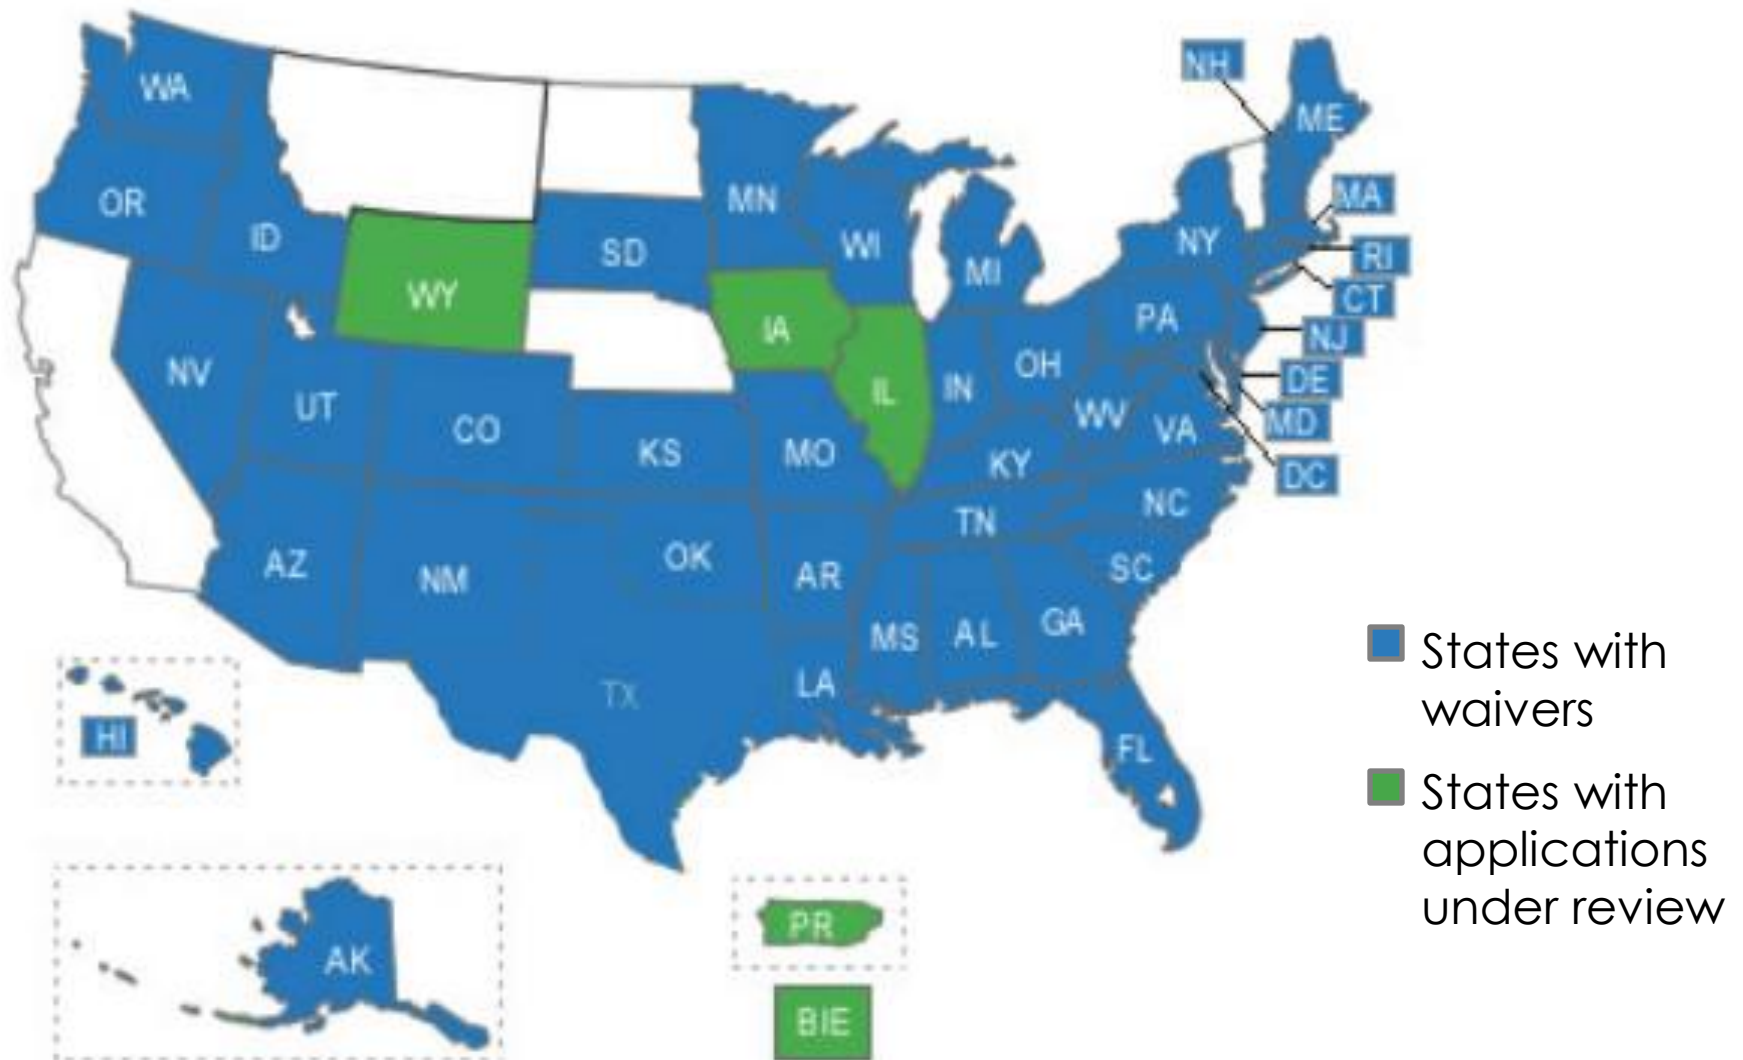 NH
WA
ME
OR
ID
MN
MA
SD
WI
NY
RI
MI
WY
CT
IA
PA
NJ
NV
OH
DE
UT
IL
IN
CO
WV
MD
VA
KS
MO
KY
DC
NC
TN
AZ
NM
OK
AR
SC
MS
AL
GA
TX
LA
HI
FL
AK
PR
BIE
States with
waivers
States with
applications
under review